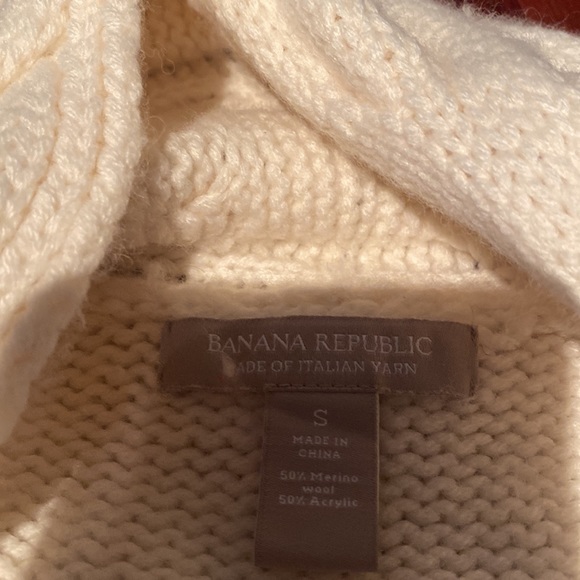 BANANA REPUBLIC
MADE OF ITALIAN YARN
S
MADE IN
CHINA
50% Merino
wool
50% Acrylic